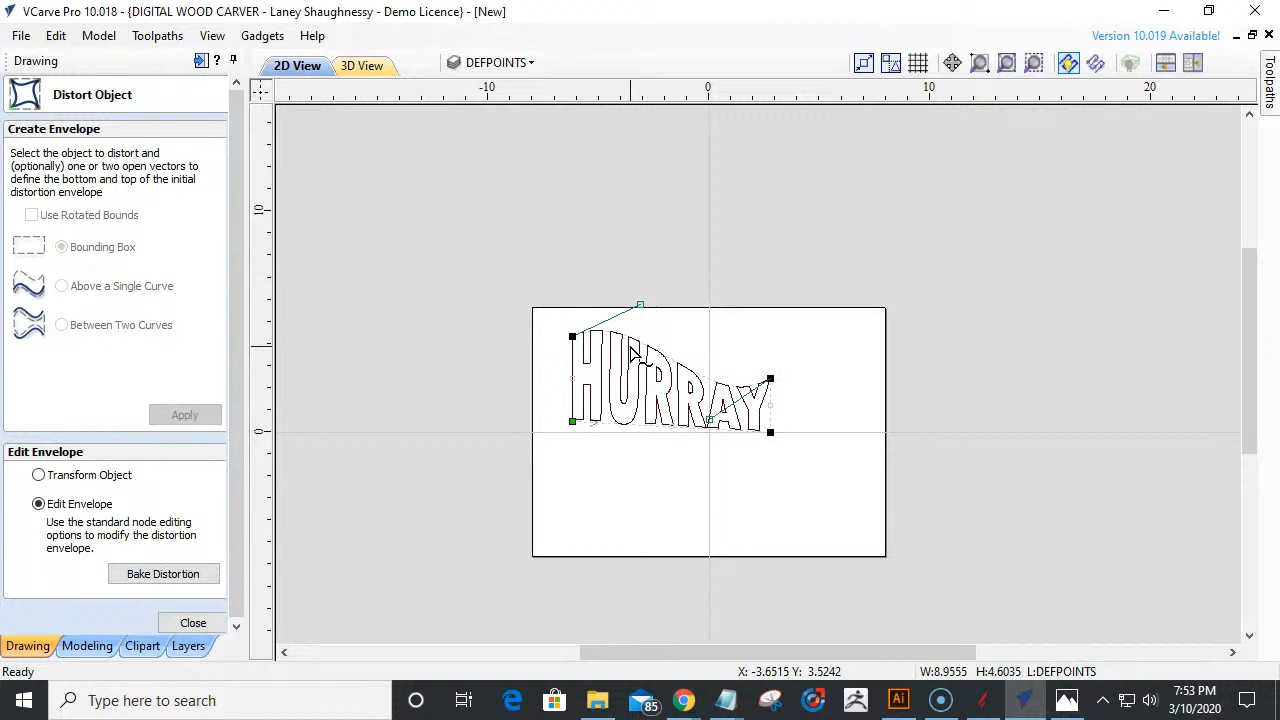 VCarve Pro 10.018 - {DIGITAL WOOD CARVER - Laney Shaughnessy - Demo Licence} - [New]
File Edit Model Toolpaths View Gadgets Help
Version 10.019 Available!
Drawing
2D View
3D View
DEFPOINTS
Toolpaths
Distort Object
-10 0 10 20
Create Envelope
Select the object to distort and
(optionally) one or two open vectors to
define the bottom and top of the initial
distortion envelope
Use Rotated Bounds
10
Bounding Box
Above a Single Curve
Between Two Curves
HURRAY
Apply
0
Edit Envelope
Transform Object
Edit Envelope
Use the standard node editing
options to modify the distortion
envelope.
Bake Distortion
Close
Drawing Modeling Clipart Layers
Ready
X: -3.6515 Y: 3.5242
W:8.9555 H:4.6035 L:DEFPOINTS
Type here to search
85
Ai
7:53 PM
3/10/2020